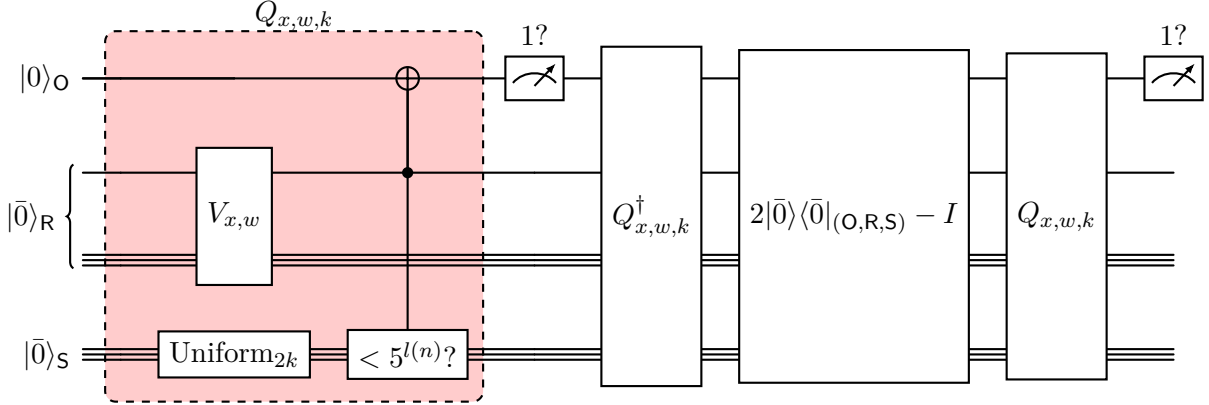 Q_{x,w,k}
1?
1?
|0⟩_O
|0̄⟩_R
V_{x,w}
Q†_{x,w,k}
2|0̄⟩⟨0̄|_{(O,R,S)} − I
Q_{x,w,k}
|0̄⟩_S
Uniform_{2k}
< 5^{l(n)}?